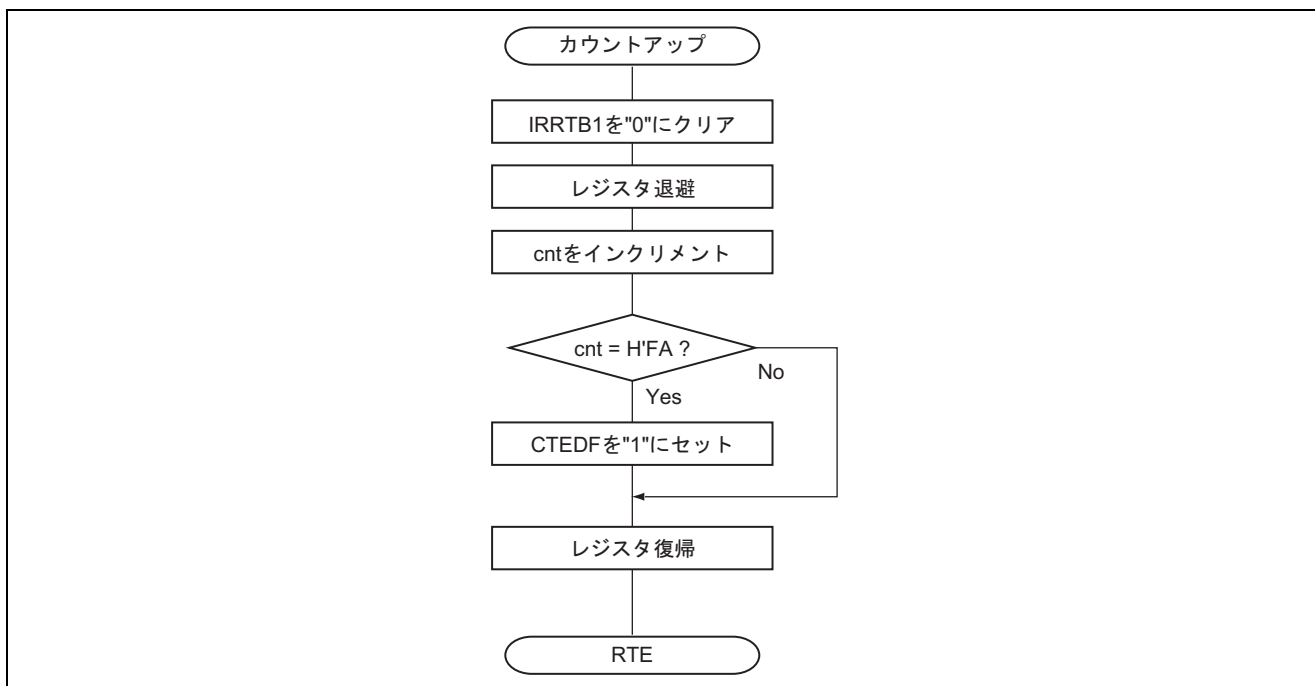 カウントアップ
IRRTB1を"0"にクリア
レジスタ退避
cntをインクリメント
cnt = H'FA ?
No
Yes
CTEDFを"1"にセット
レジスタ復帰
RTE